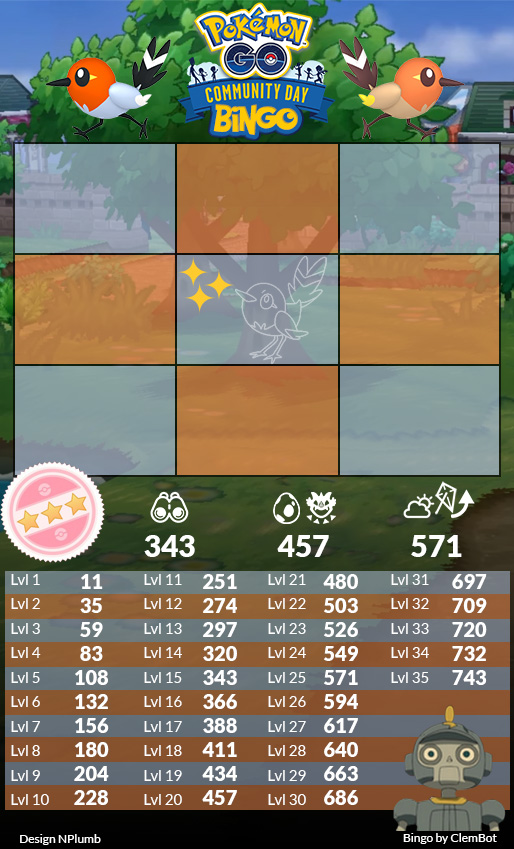 Pokémon
GO
COMMUNITY DAY
BINGO
343 457 571
Lvl 1 11 Lvl 11 251 Lvl 21 480 Lvl 31 697
Lvl 2 35 Lvl 12 274 Lvl 22 503 Lvl 32 709
Lvl 3 59 Lvl 13 297 Lvl 23 526 Lvl 33 720
Lvl 4 83 Lvl 14 320 Lvl 24 549 Lvl 34 732
Lvl 5 108 Lvl 15 343 Lvl 25 571 Lvl 35 743
Lvl 6 132 Lvl 16 366 Lvl 26 594
Lvl 7 156 Lvl 17 388 Lvl 27 617
Lvl 8 180 Lvl 18 411 Lvl 28 640
Lvl 9 204 Lvl 19 434 Lvl 29 663
Lvl 10 228 Lvl 20 457 Lvl 30 686
Design NPlumb Bingo by ClemBot